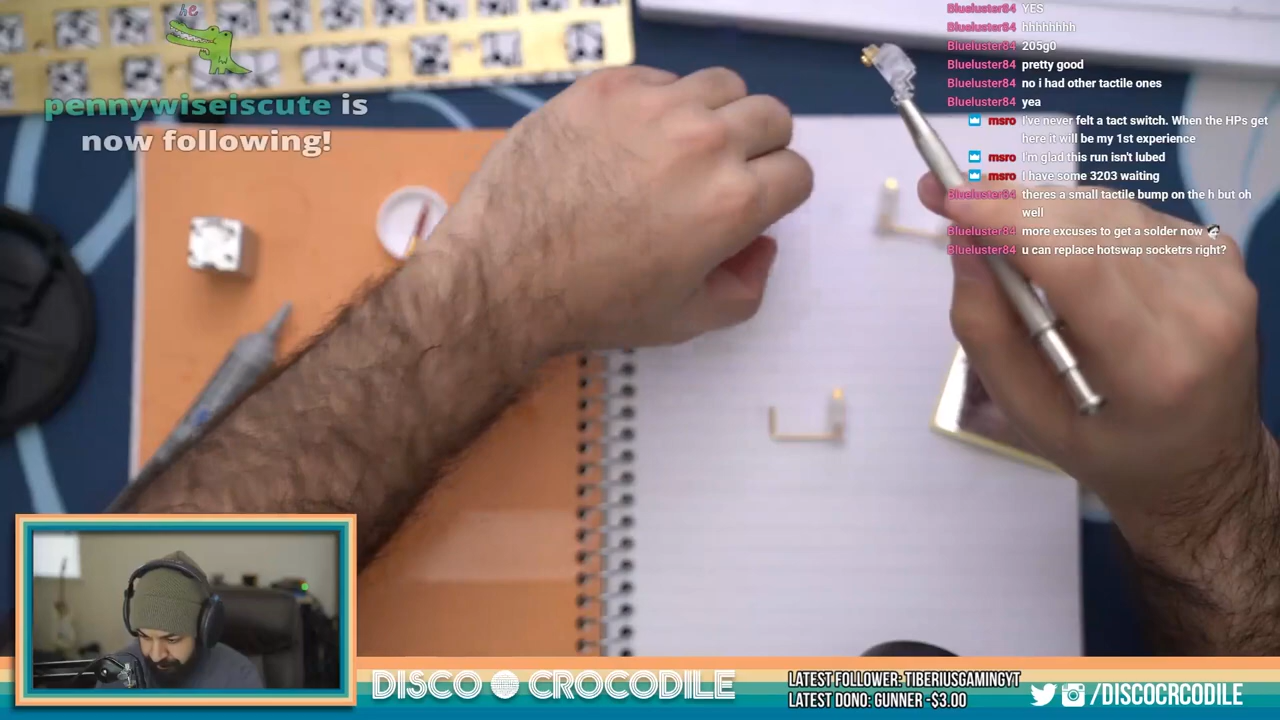 he
pennywiseiscute is
now following!
Blueluster84 YES
Blueluster84 hhhhhhhh
Blueluster84 205g0
Blueluster84 pretty good
Blueluster84 no i had other tactile ones
Blueluster84 yea
msro I've never felt a tact switch. When the HPs get
here it will be my 1st experience
msro I'm glad this run isn't lubed
msro I have some 3203 waiting
Blueluster84 theres a small tactile bump on the h but oh
well
Blueluster84 more excuses to get a solder now
Blueluster84 u can replace hotswap socketrs right?
DISCO CROCODILE
LATEST FOLLOWER: TIBERIUSGAMINGYT
LATEST DONO: GUNNER -$3.00
/DISCOCRCODILE